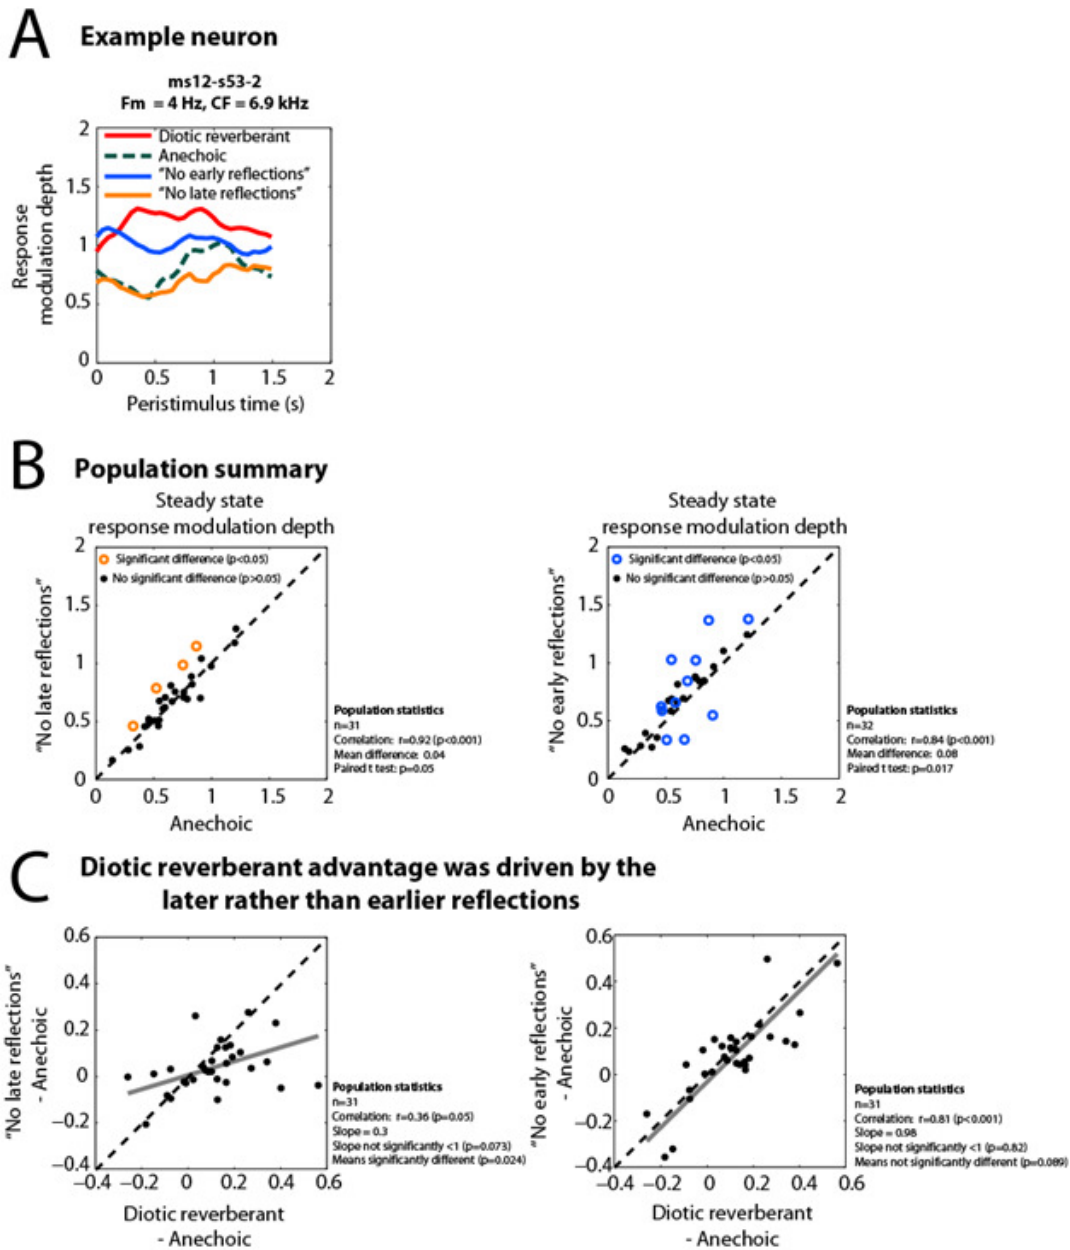 A Example neuron
ms12-s53-2
Fm = 4 Hz, CF = 6.9 kHz
Response
modulation depth
2
1.5
1
0.5
0
Diotic reverberant
Anechoic
“No early reflections”
“No late reflections”
0 0.5 1 1.5 2
Peristimulus time (s)
B Population summary
Steady state
response modulation depth
“No late reflections”
2
1.5
1
0.5
0
Significant difference (p<0.05)
No significant difference (p>0.05)
0 0.5 1 1.5 2
Anechoic
Population statistics
n=31
Correlation: r=0.92 (p<0.001)
Mean difference: 0.04
Paired t test: p=0.05
Steady state
response modulation depth
“No early reflections”
2
1.5
1
0.5
0
Significant difference (p<0.05)
No significant difference (p>0.05)
0 0.5 1 1.5 2
Anechoic
Population statistics
n=32
Correlation: r=0.84 (p<0.001)
Mean difference: 0.08
Paired t test: p=0.017
C Diotic reverberant advantage was driven by the
later rather than earlier reflections
“No late reflections”
- Anechoic
0.6
0.4
0.2
0
−0.2
−0.4
−0.4 −0.2 0 0.2 0.4 0.6
Diotic reverberant
- Anechoic
Population statistics
n=31
Correlation: r=0.36 (p=0.05)
Slope = 0.3
Slope not significantly <1 (p=0.073)
Means significantly different (p=0.024)
“No early reflections”
- Anechoic
0.6
0.4
0.2
0
−0.2
−0.4
−0.4 −0.2 0 0.2 0.4 0.6
Diotic reverberant
- Anechoic
Population statistics
n=31
Correlation: r=0.81 (p<0.001)
Slope = 0.98
Slope not significantly <1 (p=0.82)
Means not significantly different (p=0.089)